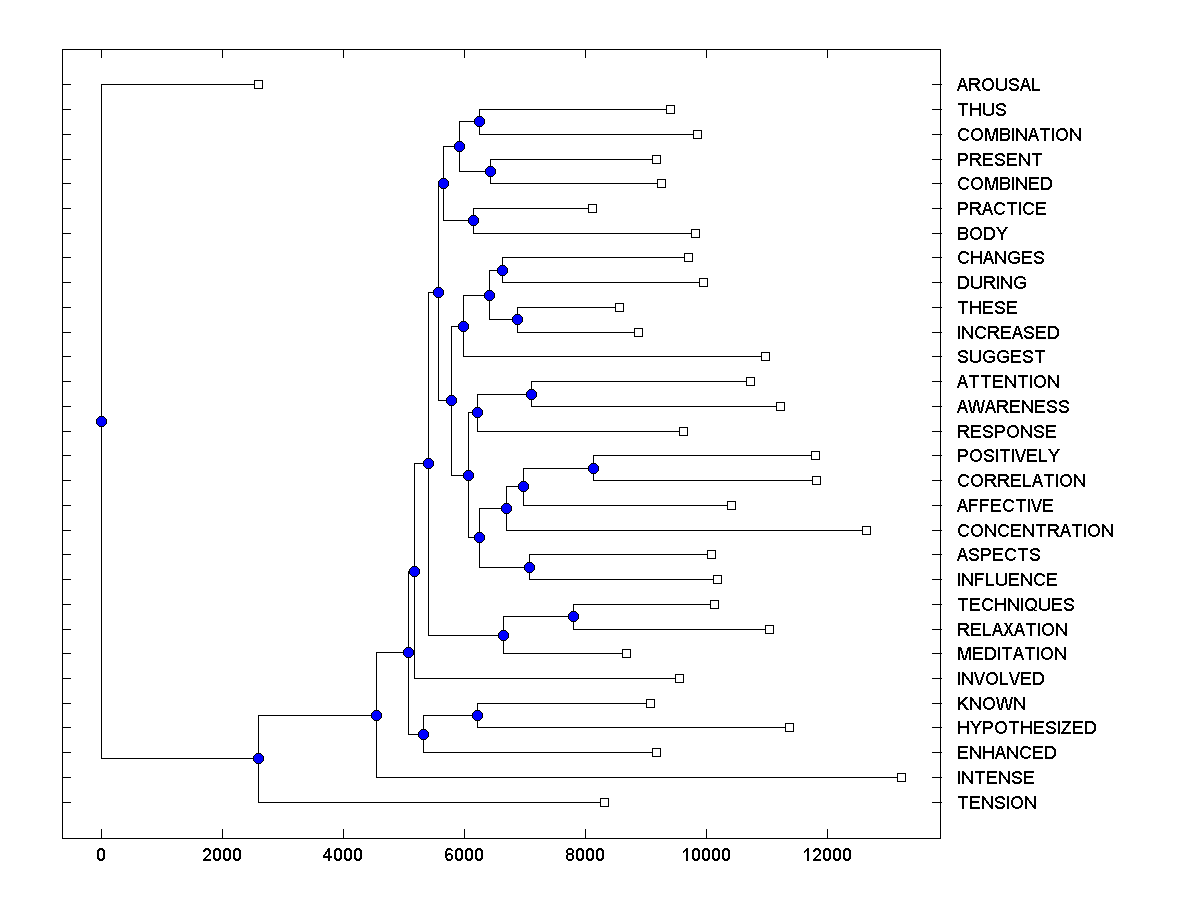 AROUSAL
THUS
COMBINATION
PRESENT
COMBINED
PRACTICE
BODY
CHANGES
DURING
THESE
INCREASED
SUGGEST
ATTENTION
AWARENESS
RESPONSE
POSITIVELY
CORRELATION
AFFECTIVE
CONCENTRATION
ASPECTS
INFLUENCE
TECHNIQUES
RELAXATION
MEDITATION
INVOLVED
KNOWN
HYPOTHESIZED
ENHANCED
INTENSE
TENSION
0 2000 4000 6000 8000 10000 12000